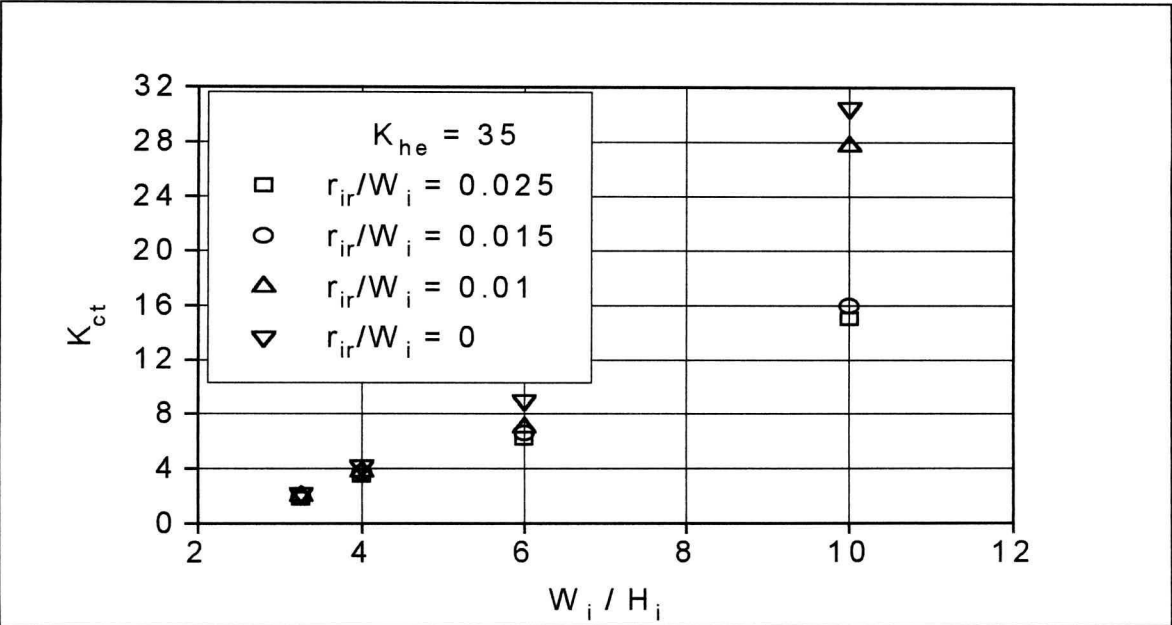 32
28
24
20
16
12
8
4
0
K_ct
K_he = 35
□ r_ir/W_i = 0.025
○ r_ir/W_i = 0.015
△ r_ir/W_i = 0.01
▽ r_ir/W_i = 0
2 4 6 8 10 12
W_i / H_i